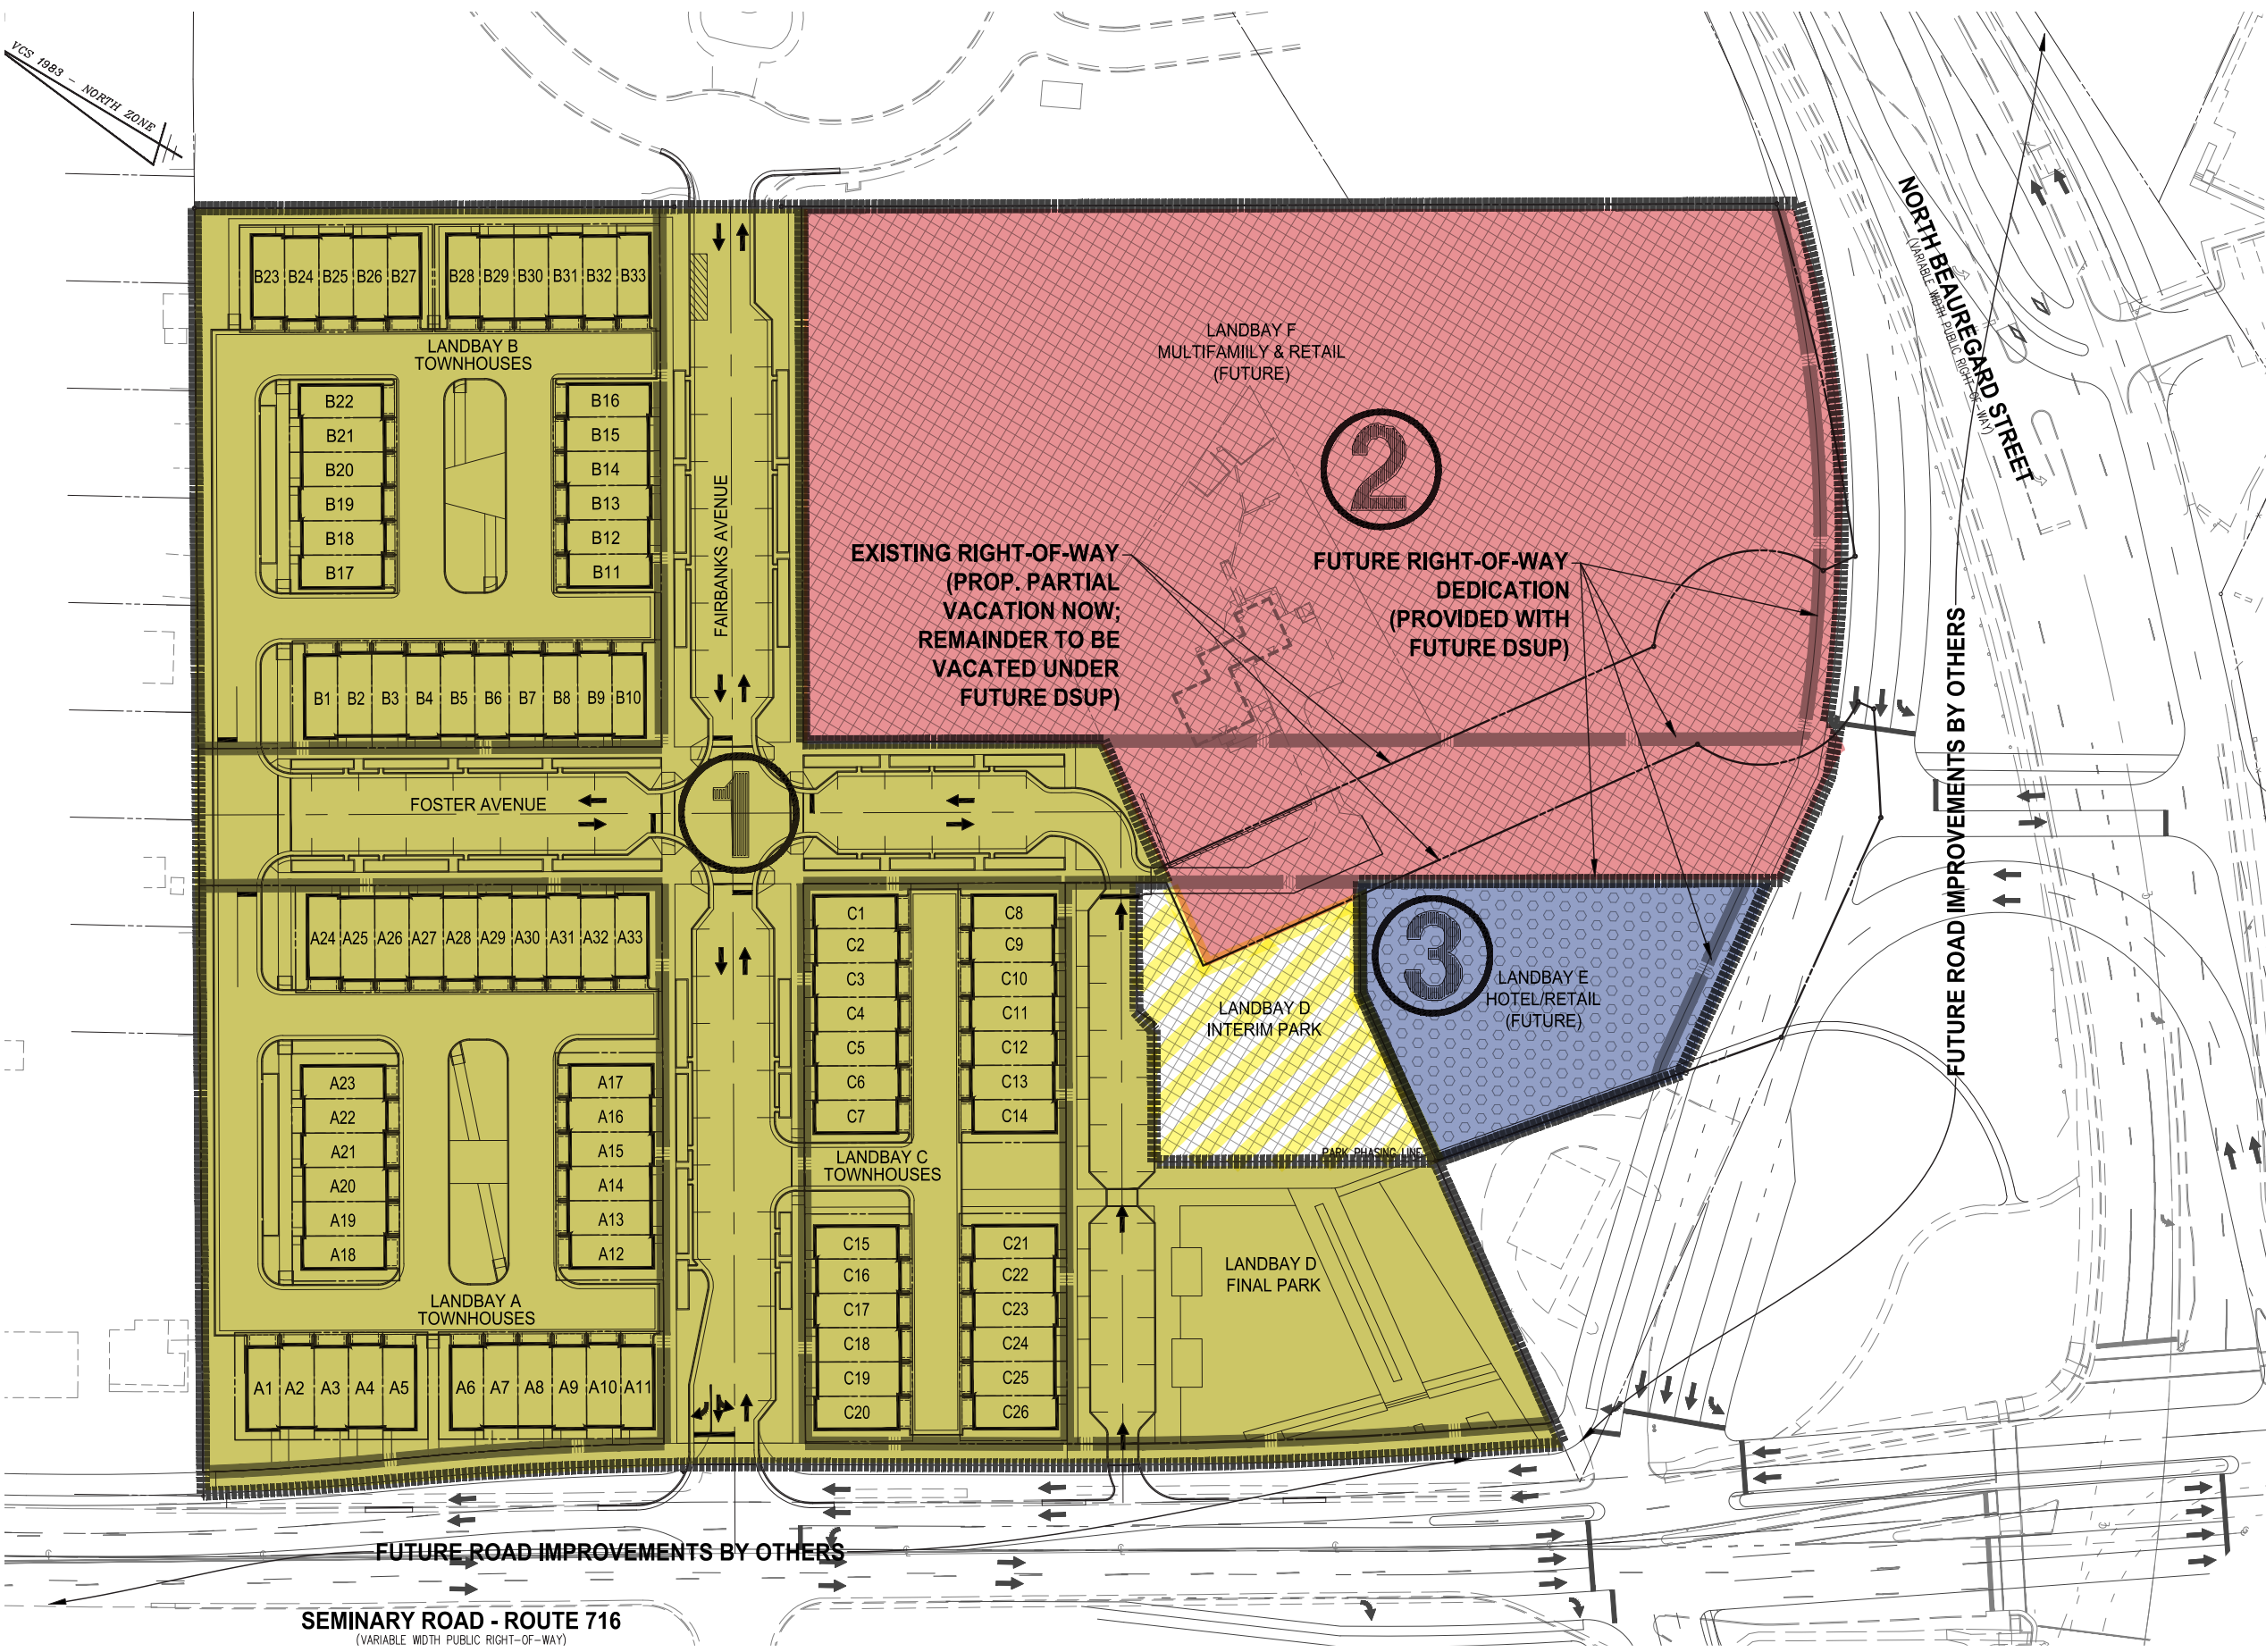 VCS 1983 - NORTH ZONE
NORTH BEAUREGARD STREET
(VARIABLE WIDTH PUBLIC RIGHT-OF-WAY)
B23 B24 B25 B26 B27
B28 B29 B30 B31 B32 B33
LANDBAY B
TOWNHOUSES
B22
B21
B20
B19
B18
B17
B16
B15
B14
B13
B12
B11
B1 B2 B3 B4 B5 B6 B7 B8 B9 B10
FAIRBANKS AVENUE
LANDBAY F
MULTIFAMIILY & RETAIL
(FUTURE)
2
EXISTING RIGHT-OF-WAY
(PROP. PARTIAL
VACATION NOW;
REMAINDER TO BE
VACATED UNDER
FUTURE DSUP)
FUTURE RIGHT-OF-WAY
DEDICATION
(PROVIDED WITH
FUTURE DSUP)
FUTURE ROAD IMPROVEMENTS BY OTHERS
FOSTER AVENUE
1
A24 A25 A26 A27 A28 A29 A30 A31 A32 A33
A23
A22
A21
A20
A19
A18
A17
A16
A15
A14
A13
A12
LANDBAY A
TOWNHOUSES
A1 A2 A3 A4 A5
A6 A7 A8 A9 A10 A11
C1
C2
C3
C4
C5
C6
C7
C8
C9
C10
C11
C12
C13
C14
LANDBAY C
TOWNHOUSES
C15
C16
C17
C18
C19
C20
C21
C22
C23
C24
C25
C26
LANDBAY D
INTERIM PARK
PARK PHASING LINE
3
LANDBAY E
HOTEL/RETAIL
(FUTURE)
LANDBAY D
FINAL PARK
FUTURE ROAD IMPROVEMENTS BY OTHERS
SEMINARY ROAD - ROUTE 716
(VARIABLE WIDTH PUBLIC RIGHT-OF-WAY)